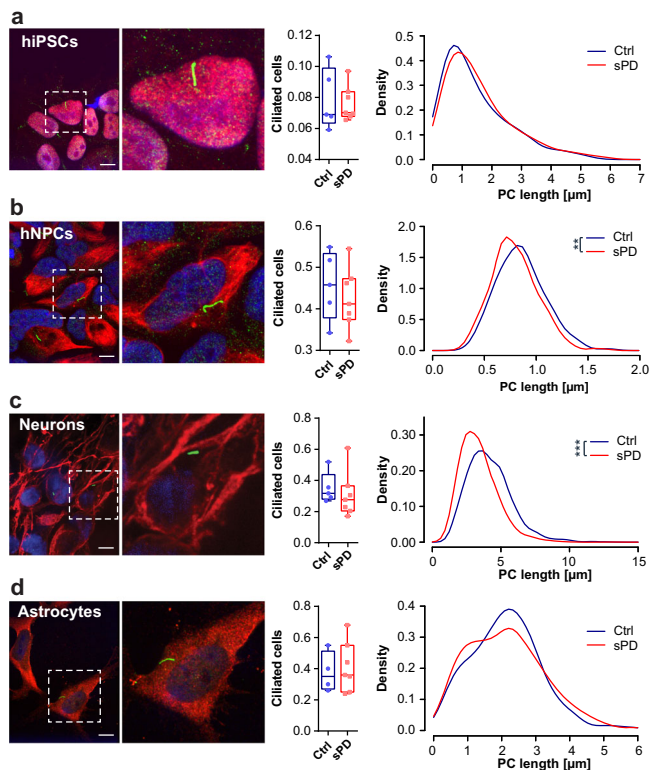 a
hiPSCs
Ciliated cells
0.12
0.10
0.08
0.06
0.04
Ctrl
sPD
Density
0.5
0.4
0.3
0.2
0.1
0.0
0 1 2 3 4 5 6 7
PC length [µm]
Ctrl
sPD
b
hNPCs
Ciliated cells
0.6
0.5
0.4
0.3
Ctrl
sPD
Density
2.0
1.5
1.0
0.5
0.0
0.0 0.5 1.0 1.5 2.0
PC length [µm]
**
Ctrl
sPD
c
Neurons
Ciliated cells
0.8
0.6
0.4
0.2
0.0
Ctrl
sPD
Density
0.30
0.20
0.10
0.00
0 5 10 15
PC length [µm]
***
Ctrl
sPD
d
Astrocytes
Ciliated cells
0.8
0.6
0.4
0.2
0.0
Ctrl
sPD
Density
0.4
0.3
0.2
0.1
0.0
0 1 2 3 4 5 6
PC length [µm]
Ctrl
sPD